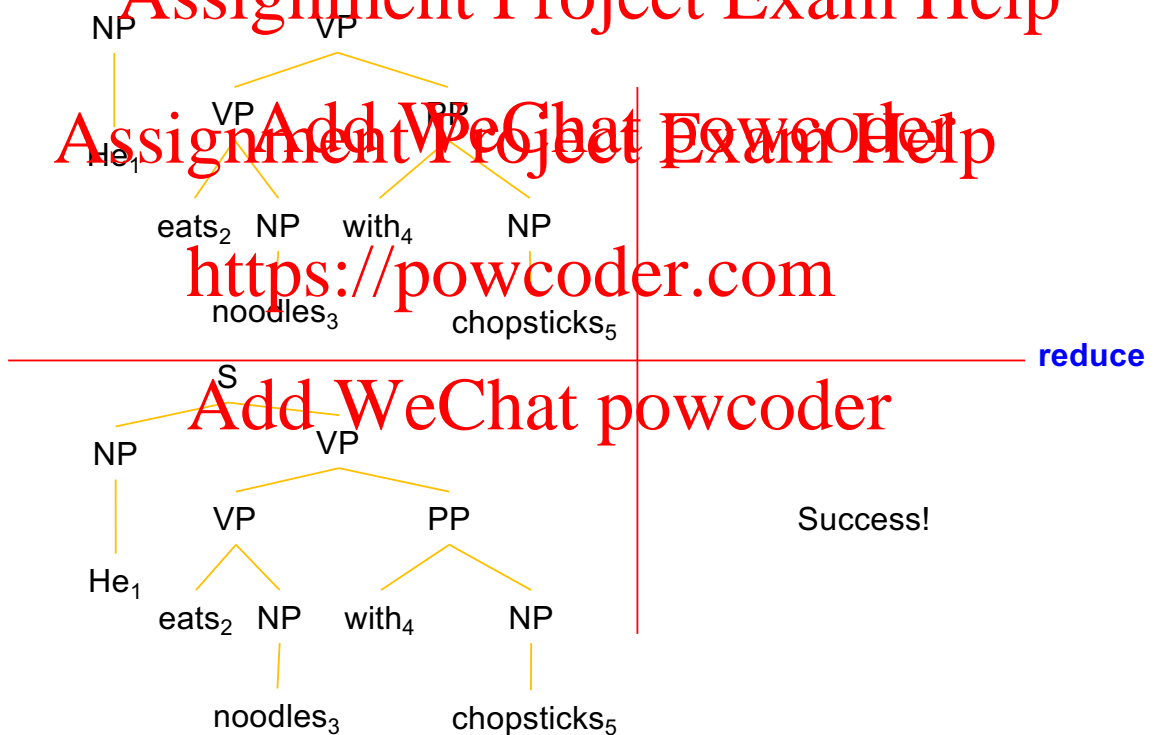 Assignment Project Exam Help
NP VP
VP PP
Add WeChat powcoder
Assignment Project Exam Help
He1
eats2 NP with4 NP
https://powcoder.com
noodles3 chopsticks5
reduce
S
Add WeChat powcoder
NP VP
VP PP Success!
He1
eats2 NP with4 NP
noodles3 chopsticks5